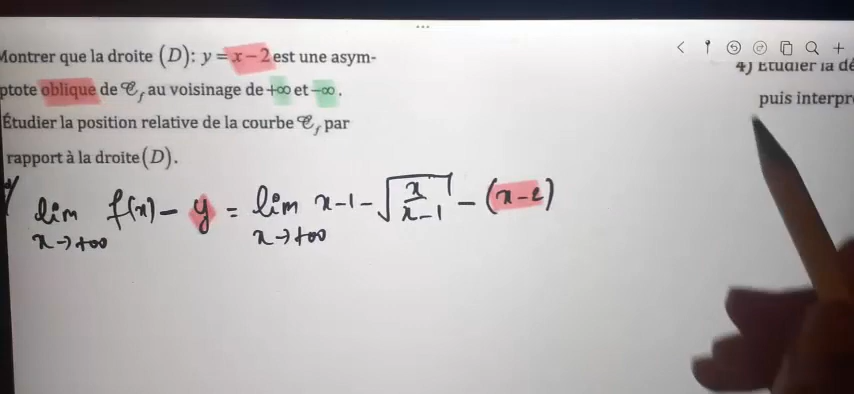 Montrer que la droite (D): y = x − 2 est une asym-
ptote oblique de 𝒞f au voisinage de +∞ et −∞.
Étudier la position relative de la courbe 𝒞f par
rapport à la droite (D).
4) Étudier la dé
puis interpr
lim f(x) − y = lim x−1−√(x/(x−1)) − (x−2)
x→+∞ x→+∞